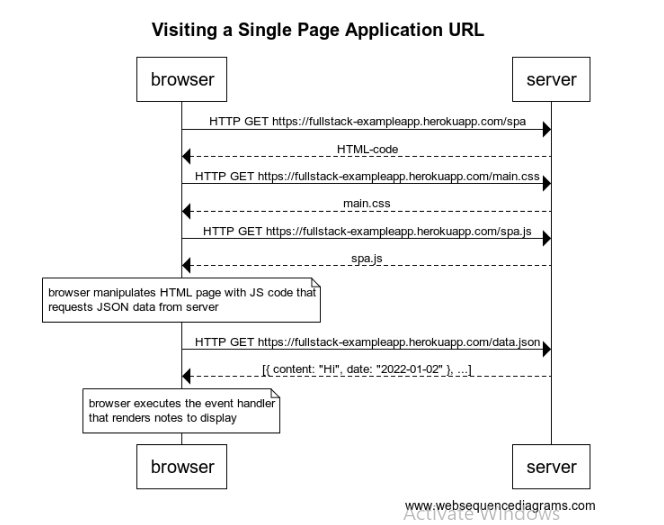 Visiting a Single Page Application URL
browser
server
HTTP GET https://fullstack-exampleapp.herokuapp.com/spa
HTML-code
HTTP GET https://fullstack-exampleapp.herokuapp.com/main.css
main.css
HTTP GET https://fullstack-exampleapp.herokuapp.com/spa.js
spa.js
browser manipulates HTML page with JS code that
requests JSON data from server
HTTP GET https://fullstack-exampleapp.herokuapp.com/data.json
[{ content: "Hi", date: "2022-01-02" }, ...]
browser executes the event handler
that renders notes to display
browser
server
www.websequencediagrams.com
Activate Windows